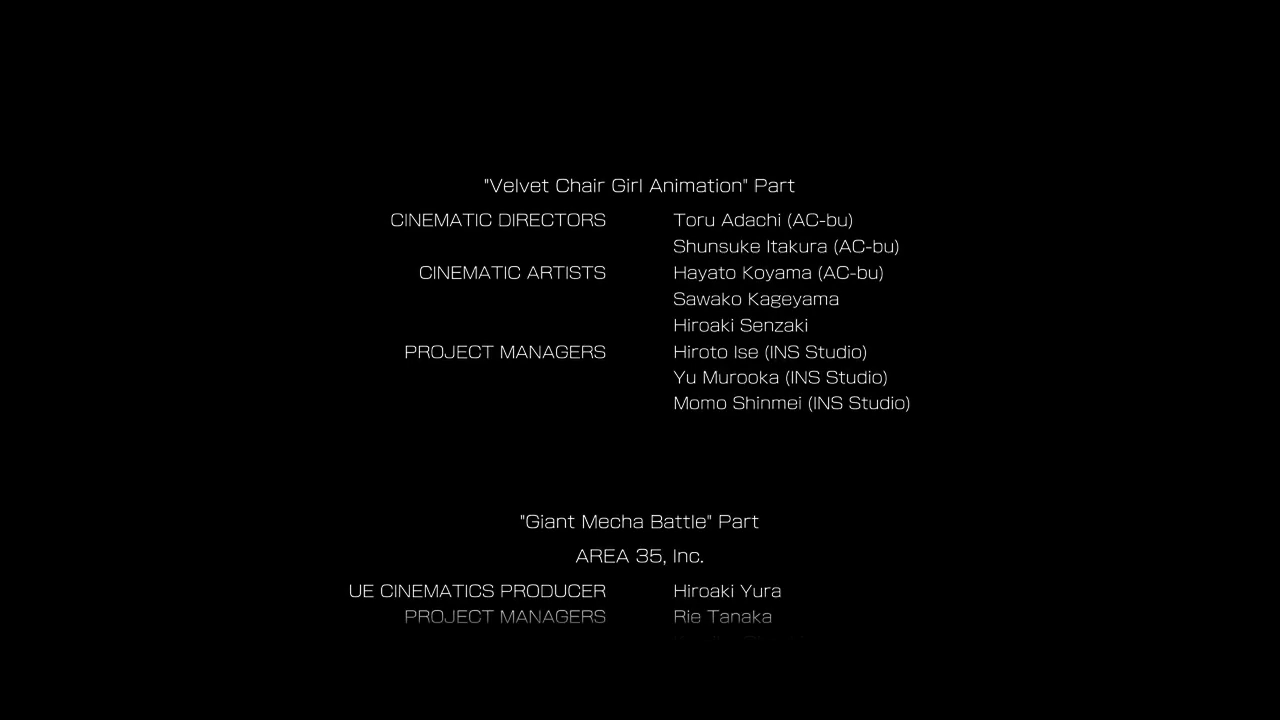 "Velvet Chair Girl Animation" Part
CINEMATIC DIRECTORS Toru Adachi (AC-bu)
Shunsuke Itakura (AC-bu)
CINEMATIC ARTISTS Hayato Koyama (AC-bu)
Sawako Kageyama
Hiroaki Senzaki
PROJECT MANAGERS Hiroto Ise (INS Studio)
Yu Murooka (INS Studio)
Momo Shinmei (INS Studio)
"Giant Mecha Battle" Part
AREA 35, Inc.
UE CINEMATICS PRODUCER Hiroaki Yura
PROJECT MANAGERS Rie Tanaka